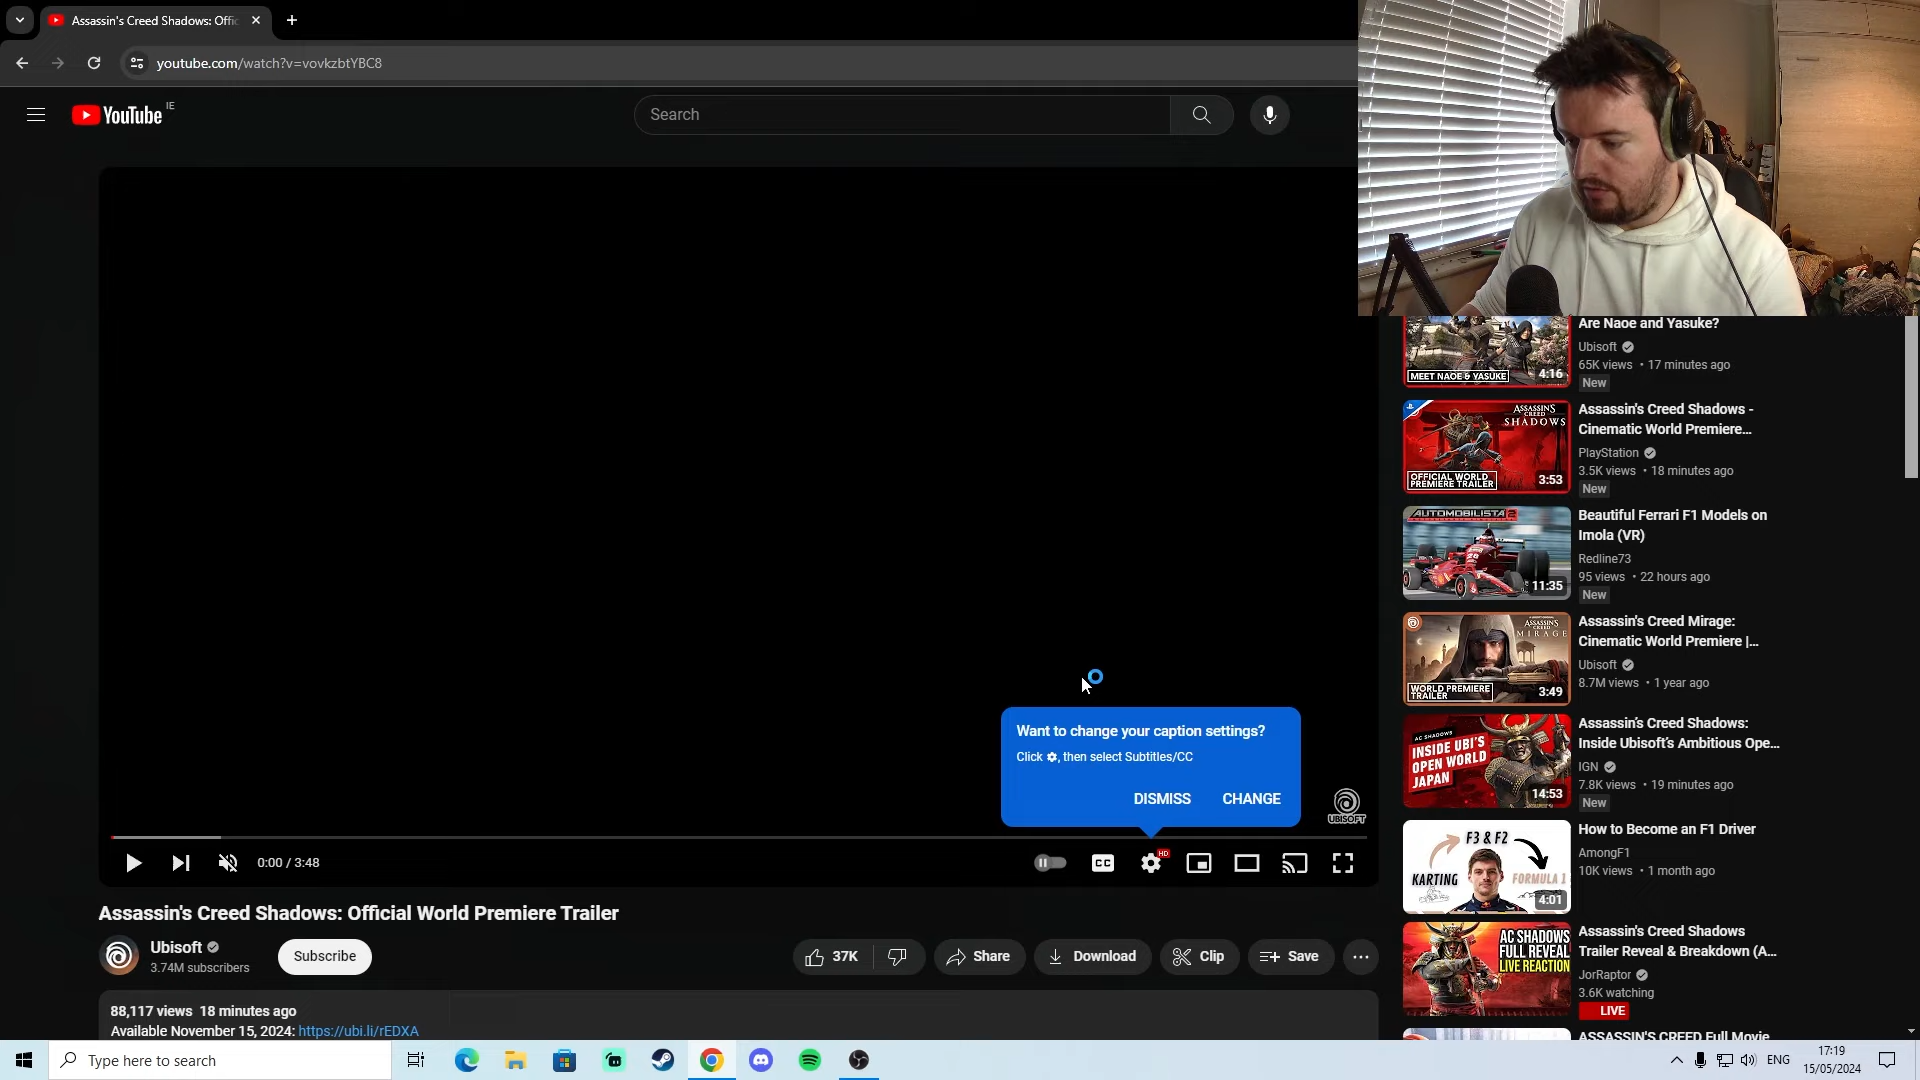 Assassin's Creed Shadows: Offic
youtube.com/watch?v=vovkzbtYBC8
YouTube IE
Search
Are Naoe and Yasuke?
Ubisoft
65K views • 17 minutes ago
New
MEET NAOE & YASUKE
4:16
Assassin's Creed Shadows -
Cinematic World Premiere...
PlayStation
3.5K views • 18 minutes ago
New
ASSASSIN'S
CREED
SHADOWS
OFFICIAL WORLD
PREMIERE TRAILER
3:53
Beautiful Ferrari F1 Models on
Imola (VR)
Redline73
95 views • 22 hours ago
New
AUTOMOBILISTA 2
11:35
Assassin's Creed Mirage:
Cinematic World Premiere |...
Ubisoft
8.7M views • 1 year ago
ASSASSIN'S
CREED
MIRAGE
WORLD PREMIERE
TRAILER
3:49
Assassin's Creed Shadows:
Inside Ubisoft's Ambitious Ope...
IGN
7.8K views • 19 minutes ago
New
AC SHADOWS
INSIDE UBI'S
OPEN WORLD
JAPAN
14:53
How to Become an F1 Driver
AmongF1
10K views • 1 month ago
F3 & F2
KARTING
FORMULA 1
4:01
Assassin's Creed Shadows
Trailer Reveal & Breakdown (A...
JorRaptor
3.6K watching
LIVE
AC SHADOWS
FULL REVEAL
LIVE REACTION
ASSASSIN'S CREED Full Movie
Want to change your caption settings?
Click , then select Subtitles/CC
DISMISS
CHANGE
UBISOFT
0:00 / 3:48
CC
HD
Assassin's Creed Shadows: Official World Premiere Trailer
Ubisoft
3.74M subscribers
Subscribe
37K
Share
Download
Clip
Save
88,117 views 18 minutes ago
Available November 15, 2024: https://ubi.li/rEDXA
Type here to search
ENG
17:19
15/05/2024